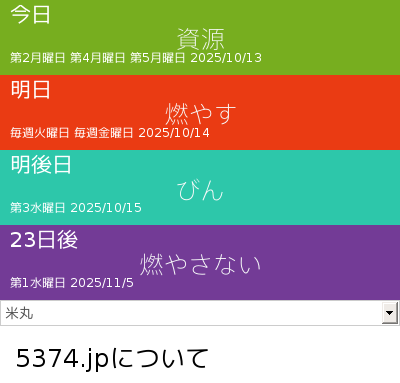 今日
資源
第2月曜日 第4月曜日 第5月曜日 2025/10/13
明日
燃やす
毎週火曜日 毎週金曜日 2025/10/14
明後日
びん
第3水曜日 2025/10/15
23日後
燃やさない
第1水曜日 2025/11/5
米丸
5374.jpについて